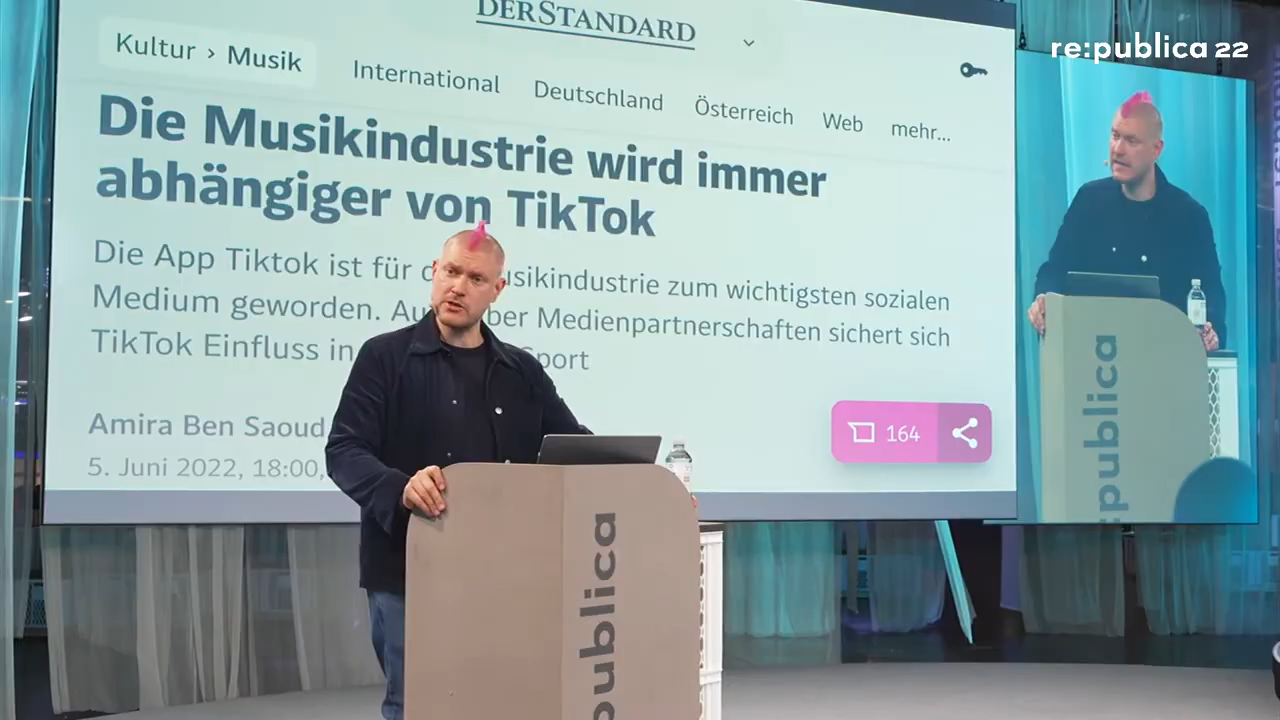 DERSTANDARD
re:publica 22
Kultur › Musik
International Deutschland Österreich Web mehr...
Die Musikindustrie wird immer
abhängiger von TikTok
Die App Tiktok ist für usikindustrie zum wichtigsten sozialen
Medium geworden. Au ber Medienpartnerschaften sichert sich
TikTok Einfluss in Sport
Amira Ben Saoud
5. Juni 2022, 18:00,
164
publica
:publica